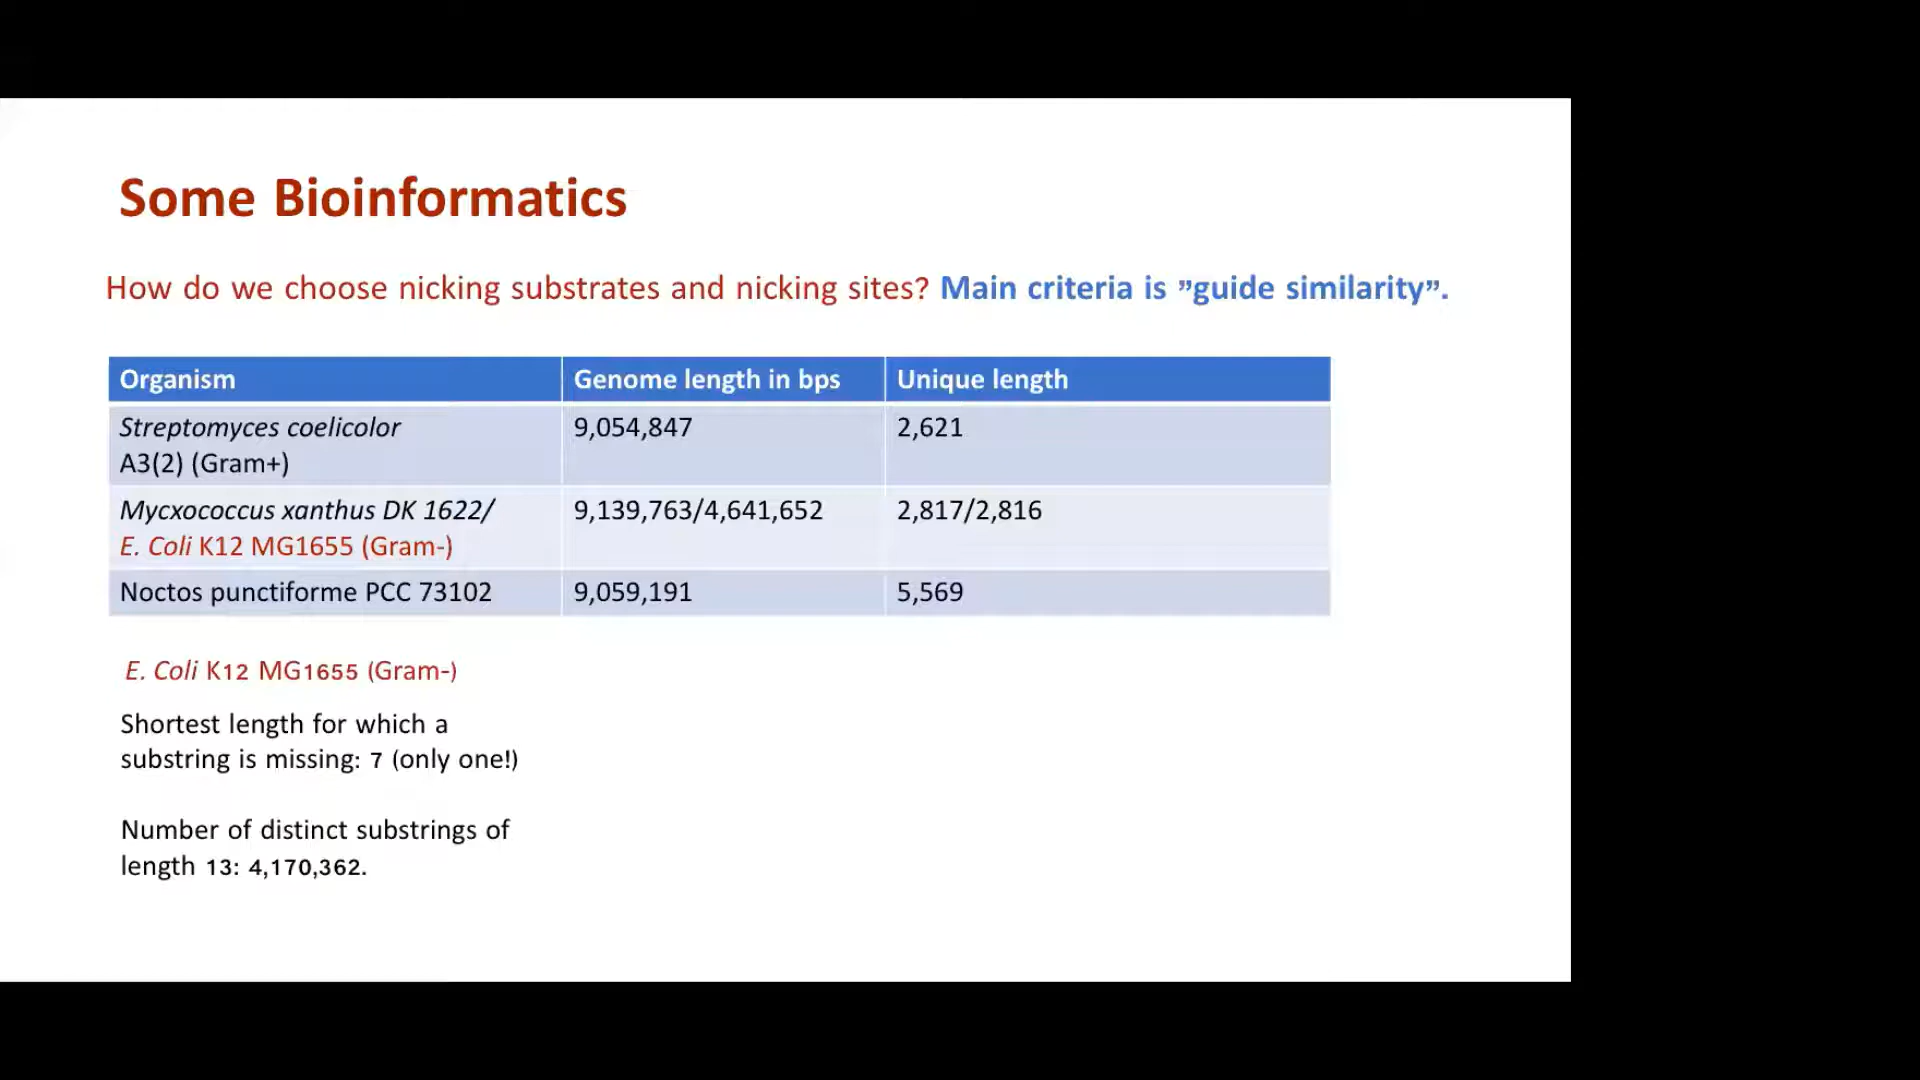 Some Bioinformatics
How do we choose nicking substrates and nicking sites? Main criteria is ”guide similarity”.
Organism Genome length in bps Unique length
Streptomyces coelicolor 9,054,847 2,621
A3(2) (Gram+)
Mycxococcus xanthus DK 1622/ 9,139,763/4,641,652 2,817/2,816
E. Coli K12 MG1655 (Gram-)
Noctos punctiforme PCC 73102 9,059,191 5,569
E. Coli K12 MG1655 (Gram-)
Shortest length for which a
substring is missing: 7 (only one!)
Number of distinct substrings of
length 13: 4,170,362.